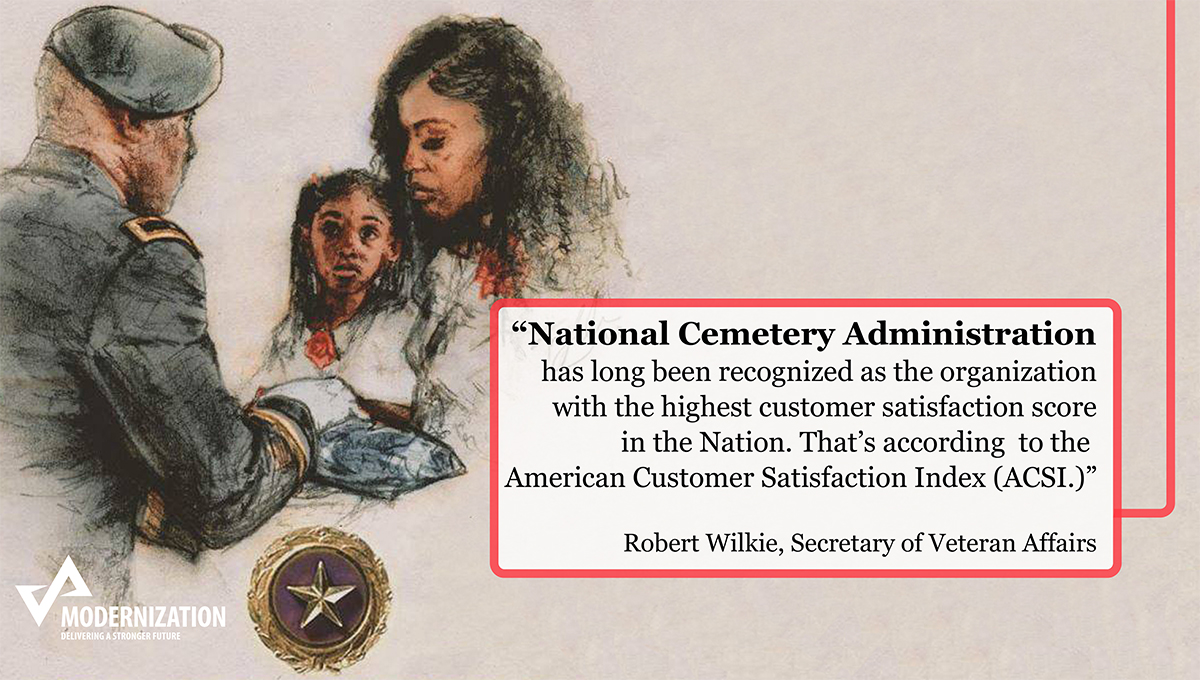 “National Cemetery Administration
has long been recognized as the organization
with the highest customer satisfaction score
in the Nation. That’s according  to the
American Customer Satisfaction Index (ACSI.)”
Robert Wilkie, Secretary of Veteran Affairs
MODERNIZATION
DELIVERING A STRONGER FUTURE